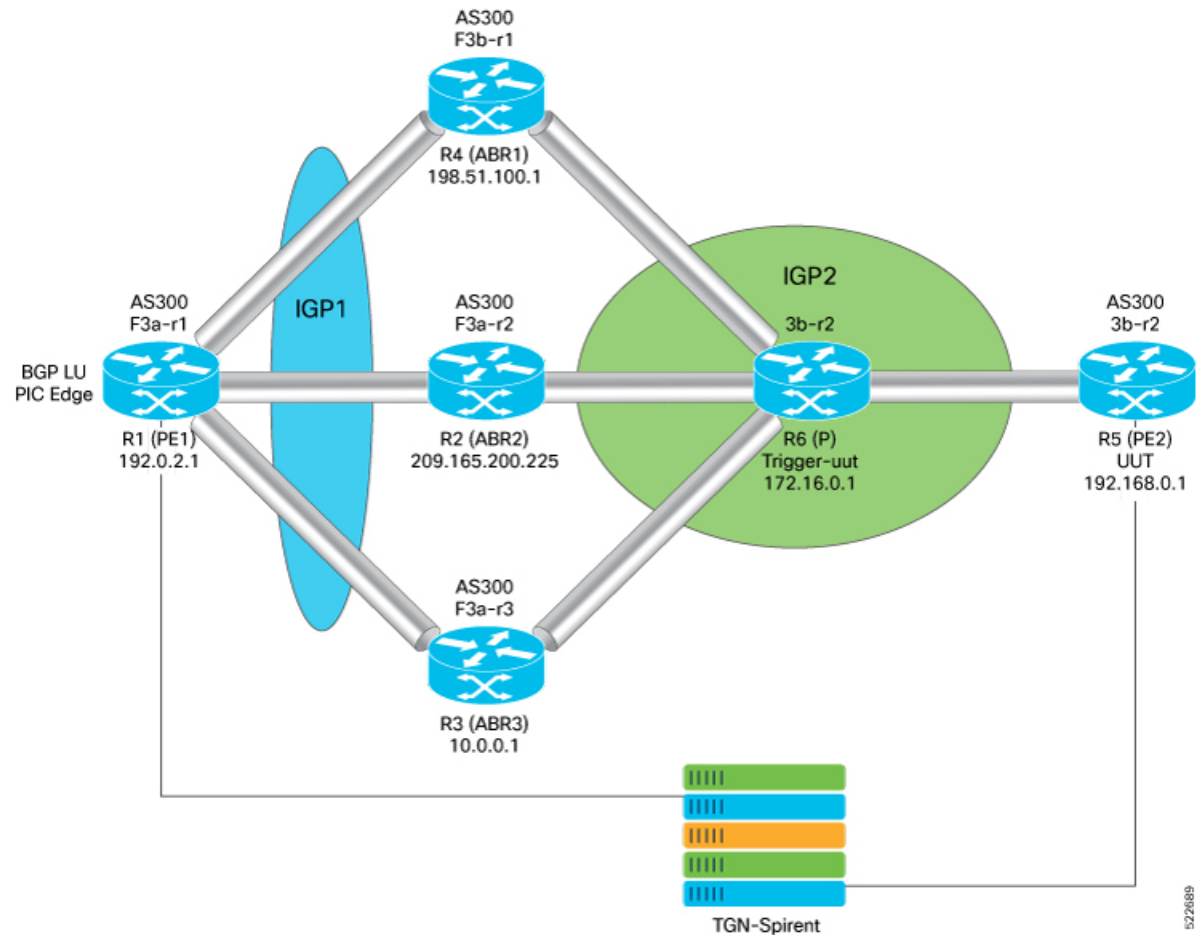 AS300
F3b-r1
R4 (ABR1)
198.51.100.1
IGP1
IGP2
AS300
F3a-r1
AS300
F3a-r2
3b-r2
AS300
3b-r2
BGP LU
PIC Edge
R1 (PE1)
192.0.2.1
R2 (ABR2)
209.165.200.225
R6 (P)
Trigger-uut
172.16.0.1
R5 (PE2)
UUT
192.168.0.1
AS300
F3a-r3
R3 (ABR3)
10.0.0.1
TGN-Spirent
522689